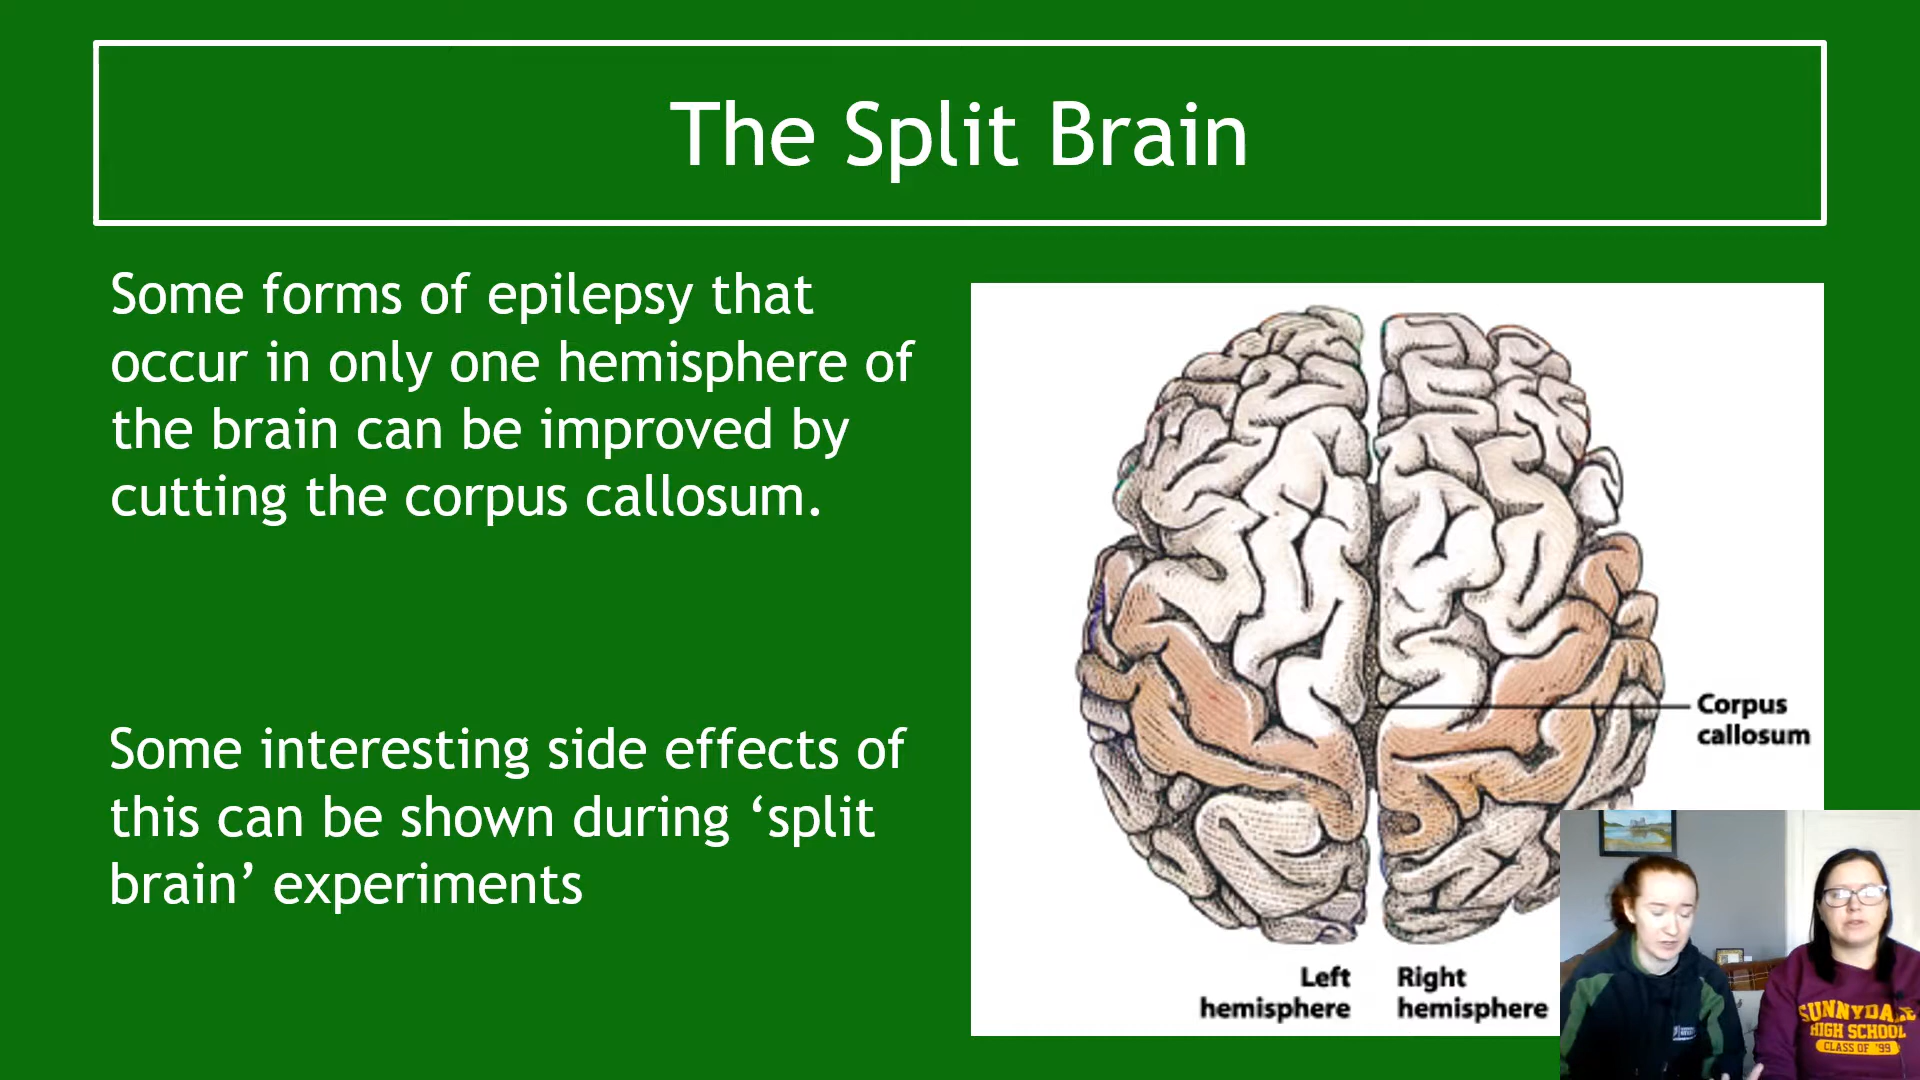 The Split Brain
Some forms of epilepsy that
occur in only one hemisphere of
the brain can be improved by
cutting the corpus callosum.
Some interesting side effects of
this can be shown during ‘split
brain’ experiments
Corpus
callosum
Left
hemisphere
Right
hemisphere
SUNNYDALE
HIGH SCHOOL
CLASS OF '99